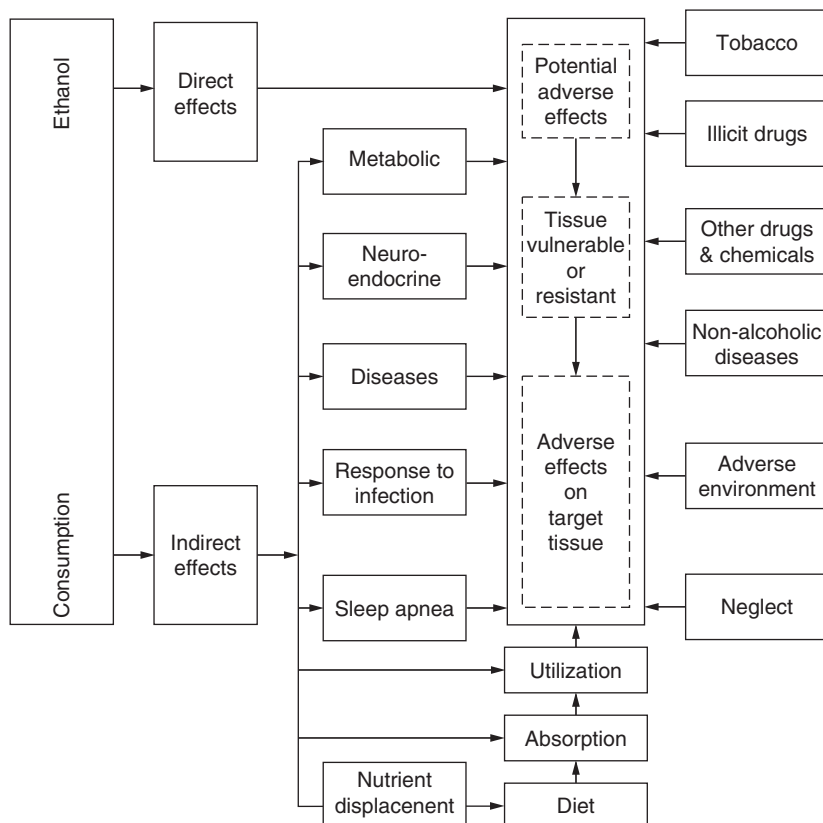 Ethanol
Consumption
Direct
effects
Indirect
effects
Metabolic
Neuro-
endocrine
Diseases
Response to
infection
Sleep apnea
Nutrient
displacenent
Potential
adverse
effects
Tissue
vulnerable
or
resistant
Adverse
effects
on
target
tissue
Utilization
Absorption
Diet
Tobacco
Illicit drugs
Other drugs
& chemicals
Non-alcoholic
diseases
Adverse
environment
Neglect